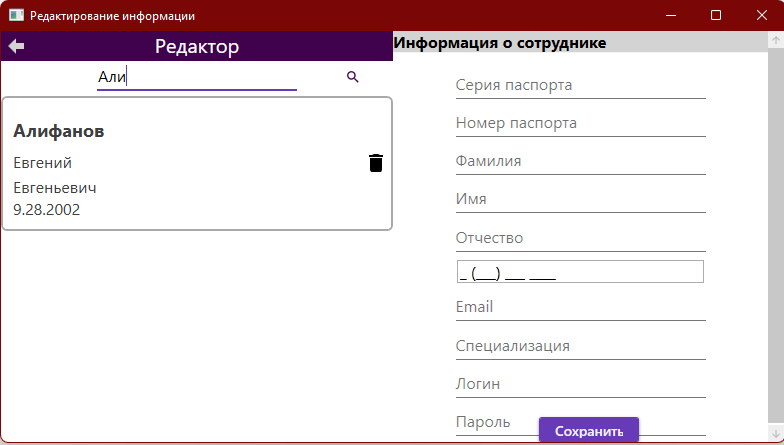 Редактирование информации
Редактор
Али
Алифанов
Евгений
Евгеньевич
9.28.2002
Информация о сотруднике
Серия паспорта
Номер паспорта
Фамилия
Имя
Отчество
_ (___) ___ ____
Email
Специализация
Логин
Пароль
Сохранить